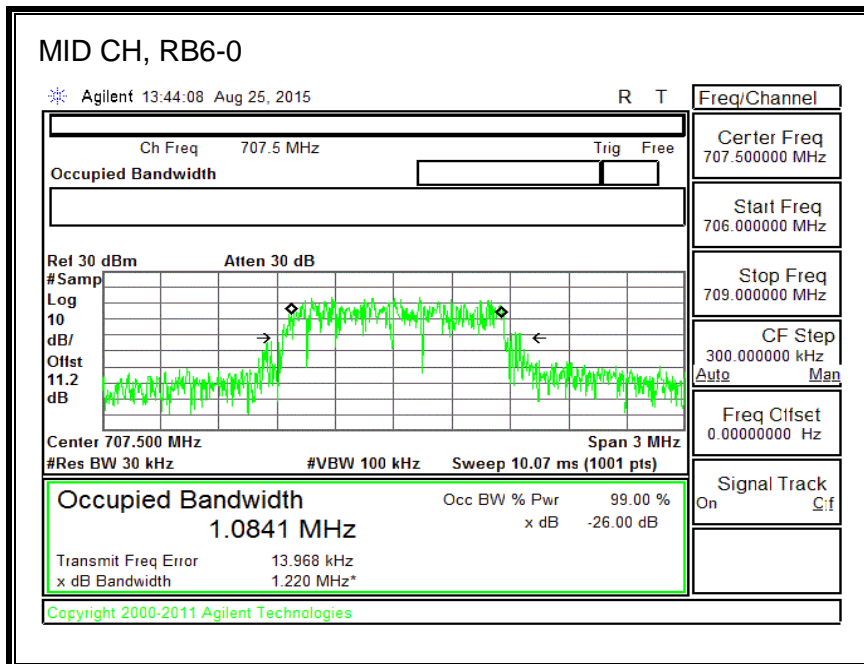 MID CH, RB6-0
Agilent 13:44:08 Aug 25, 2015 R T
Freq/Channel
Ch Freq 707.5 MHz Trig Free
Occupied Bandwidth
Center Freq
707.500000 MHz
Start Freq
706.000000 MHz
Stop Freq
709.000000 MHz
CF Step
300.000000 kHz
Auto Man
Freq Offset
0.00000000 Hz
Signal Track
On Off
Ref 30 dBm Atten 30 dB
#Samp
Log
10
dB/
Offst
11.2
dB
Center 707.500 MHz Span 3 MHz
#Res BW 30 kHz #VBW 100 kHz Sweep 10.07 ms (1001 pts)
Occupied Bandwidth
1.0841 MHz
Occ BW % Pwr 99.00 %
x dB -26.00 dB
Transmit Freq Error 13.968 kHz
x dB Bandwidth 1.220 MHz*
Copyright 2000-2011 Agilent Technologies